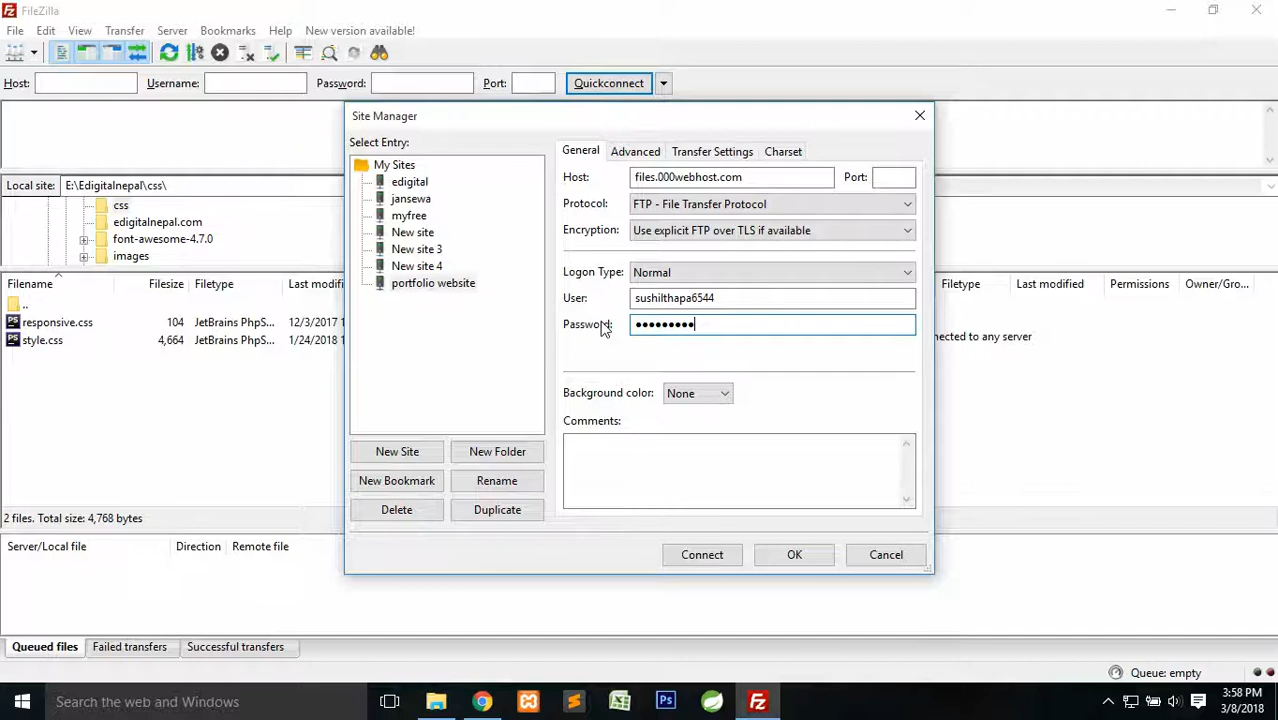 FileZilla
File Edit View Transfer Server Bookmarks Help New version available!
Host: Username: Password: Port: Quickconnect
Site Manager
Select Entry:
My Sites
edigital
jansewa
myfree
New site
New site 3
New site 4
portfolio website
New Site New Folder
New Bookmark Rename
Delete Duplicate
General Advanced Transfer Settings Charset
Host: files.000webhost.com Port:
Protocol: FTP - File Transfer Protocol
Encryption: Use explicit FTP over TLS if available
Logon Type: Normal
User: sushilthapa6544
Password: ●●●●●●●●●
Background color: None
Comments:
Connect OK Cancel
Local site: E:\Edigitalnepal\css\
css
edigitalnepal.com
font-awesome-4.7.0
images
Filename Filesize Filetype Last modifi
..
responsive.css 104 JetBrains PhpS... 12/3/2017
style.css 4,664 JetBrains PhpS... 1/24/2018
2 files. Total size: 4,768 bytes
Last modified Permissions Owner/Gro...
nected to any server
Server/Local file Direction Remote file
Queued files Failed transfers Successful transfers
Queue: empty
Search the web and Windows
Ps
Fz
3:58 PM
3/8/2018